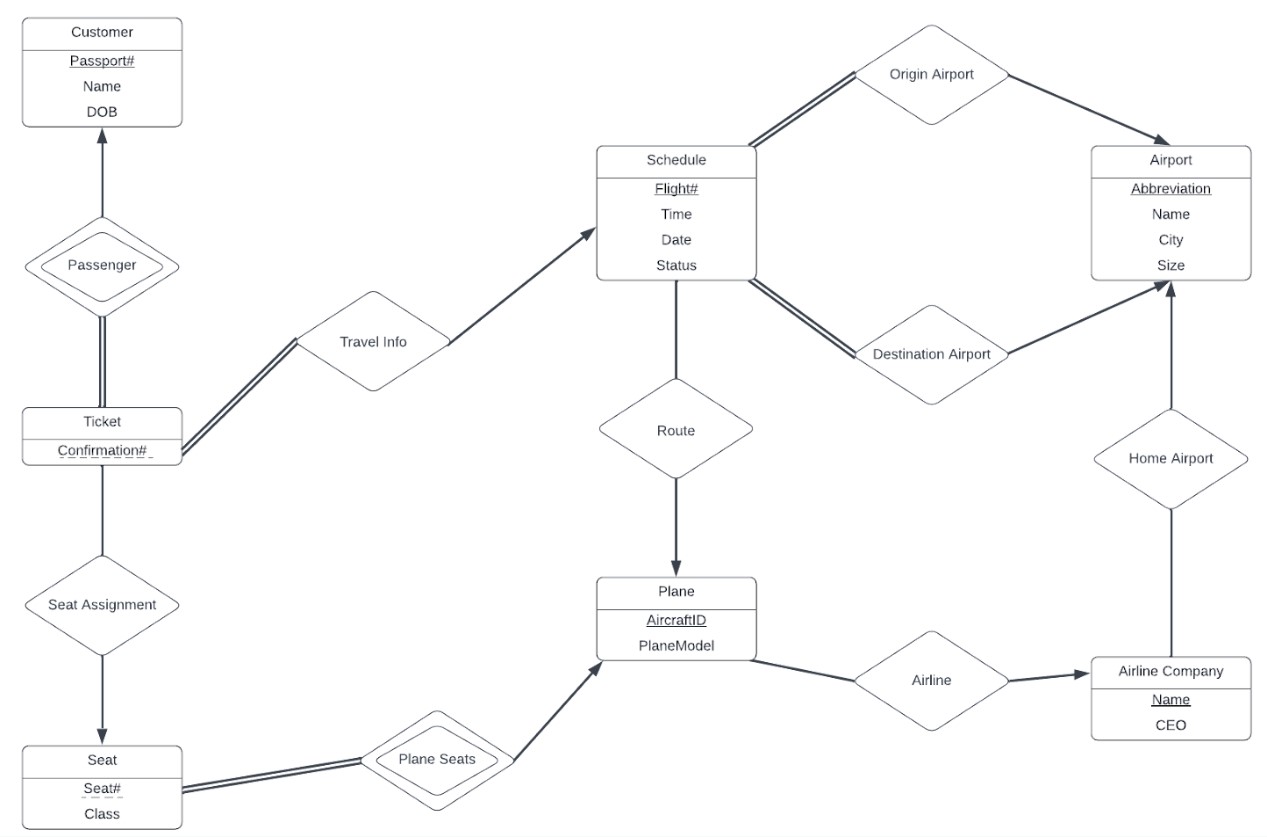 Customer
Passport#
Name
DOB
Passenger
Ticket
Confirmation#
Seat Assignment
Seat
Seat#
Class
Travel Info
Plane Seats
Schedule
Flight#
Time
Date
Status
Route
Plane
AircraftID
PlaneModel
Origin Airport
Destination Airport
Airline
Airport
Abbreviation
Name
City
Size
Home Airport
Airline Company
Name
CEO